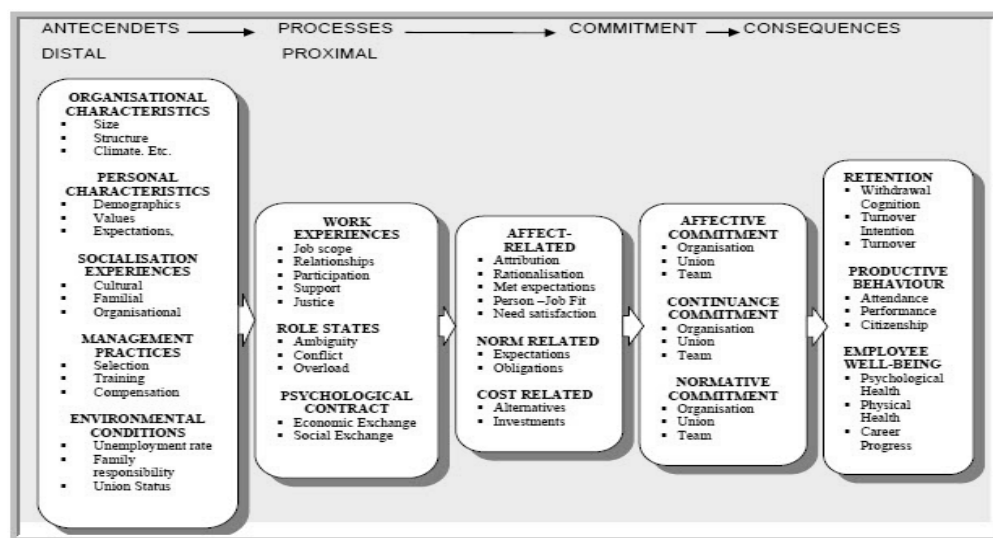 ANTECENDETS PROCESSES COMMITMENT CONSEQUENCES
DISTAL PROXIMAL
ORGANISATIONAL
CHARACTERISTICS
▪ Size
▪ Structure
▪ Climate. Etc.
PERSONAL
CHARACTERISTICS
▪ Demographics
▪ Values
▪ Expectations,
SOCIALISATION
EXPERIENCES
▪ Cultural
▪ Familial
▪ Organisational
MANAGEMENT
PRACTICES
▪ Selection
▪ Training
▪ Compensation
ENVIRONMENTAL
CONDITIONS
▪ Unemployment rate
▪ Family
responsibility
▪ Union Status
WORK
EXPERIENCES
▪ Job scope
▪ Relationships
▪ Participation
▪ Support
▪ Justice
ROLE STATES
▪ Ambiguity
▪ Conflict
▪ Overload
PSYCHOLOGICAL
CONTRACT
▪ Economic Exchange
▪ Social Exchange
AFFECT-
RELATED
▪ Attribution
▪ Rationalisation
▪ Met expectations
▪ Person –Job Fit
▪ Need satisfaction
NORM RELATED
▪ Expectations
▪ Obligations
COST RELATED
▪ Alternatives
▪ Investments
AFFECTIVE
COMMITMENT
▪ Organisation
▪ Union
▪ Team
CONTINUANCE
COMMITMENT
▪ Organisation
▪ Union
▪ Team
NORMATIVE
COMMITMENT
▪ Organisation
▪ Union
▪ Team
RETENTION
▪ Withdrawal
Cognition
▪ Turnover
Intention
▪ Turnover
PRODUCTIVE
BEHAVIOUR
▪ Attendance
▪ Performance
▪ Citizenship
EMPLOYEE
WELL-BEING
▪ Psychological
Health
▪ Physical
Health
▪ Career
Progress